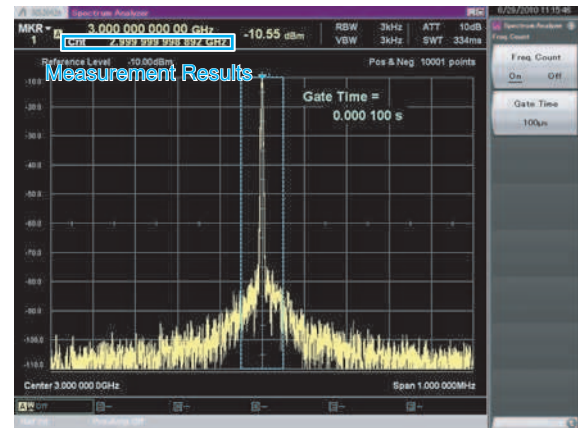 Spectrum Analyzer
6/29/2010 11:15:46
MKR 1 3.000 000 000 00 GHz
Cnt 2.999 999 998 892 GHz
-10.55 dBm
RBW 3kHz ATT 10dB
VBW 3kHz SWT 334ms
Reference Level -10.00dBm
Pos & Neg 10001 points
Measurement Results
Gate Time =
0.000 100 s
Spectrum Analyzer
Freq Count
Freq. Count
On Off
Gate Time
100µs
-20.0
-30.0
-40.0
-50.0
-60.0
-70.0
-80.0
-90.0
-100.0
-110.0
Center 3.000 000 0GHz
Span 1.000 000MHz